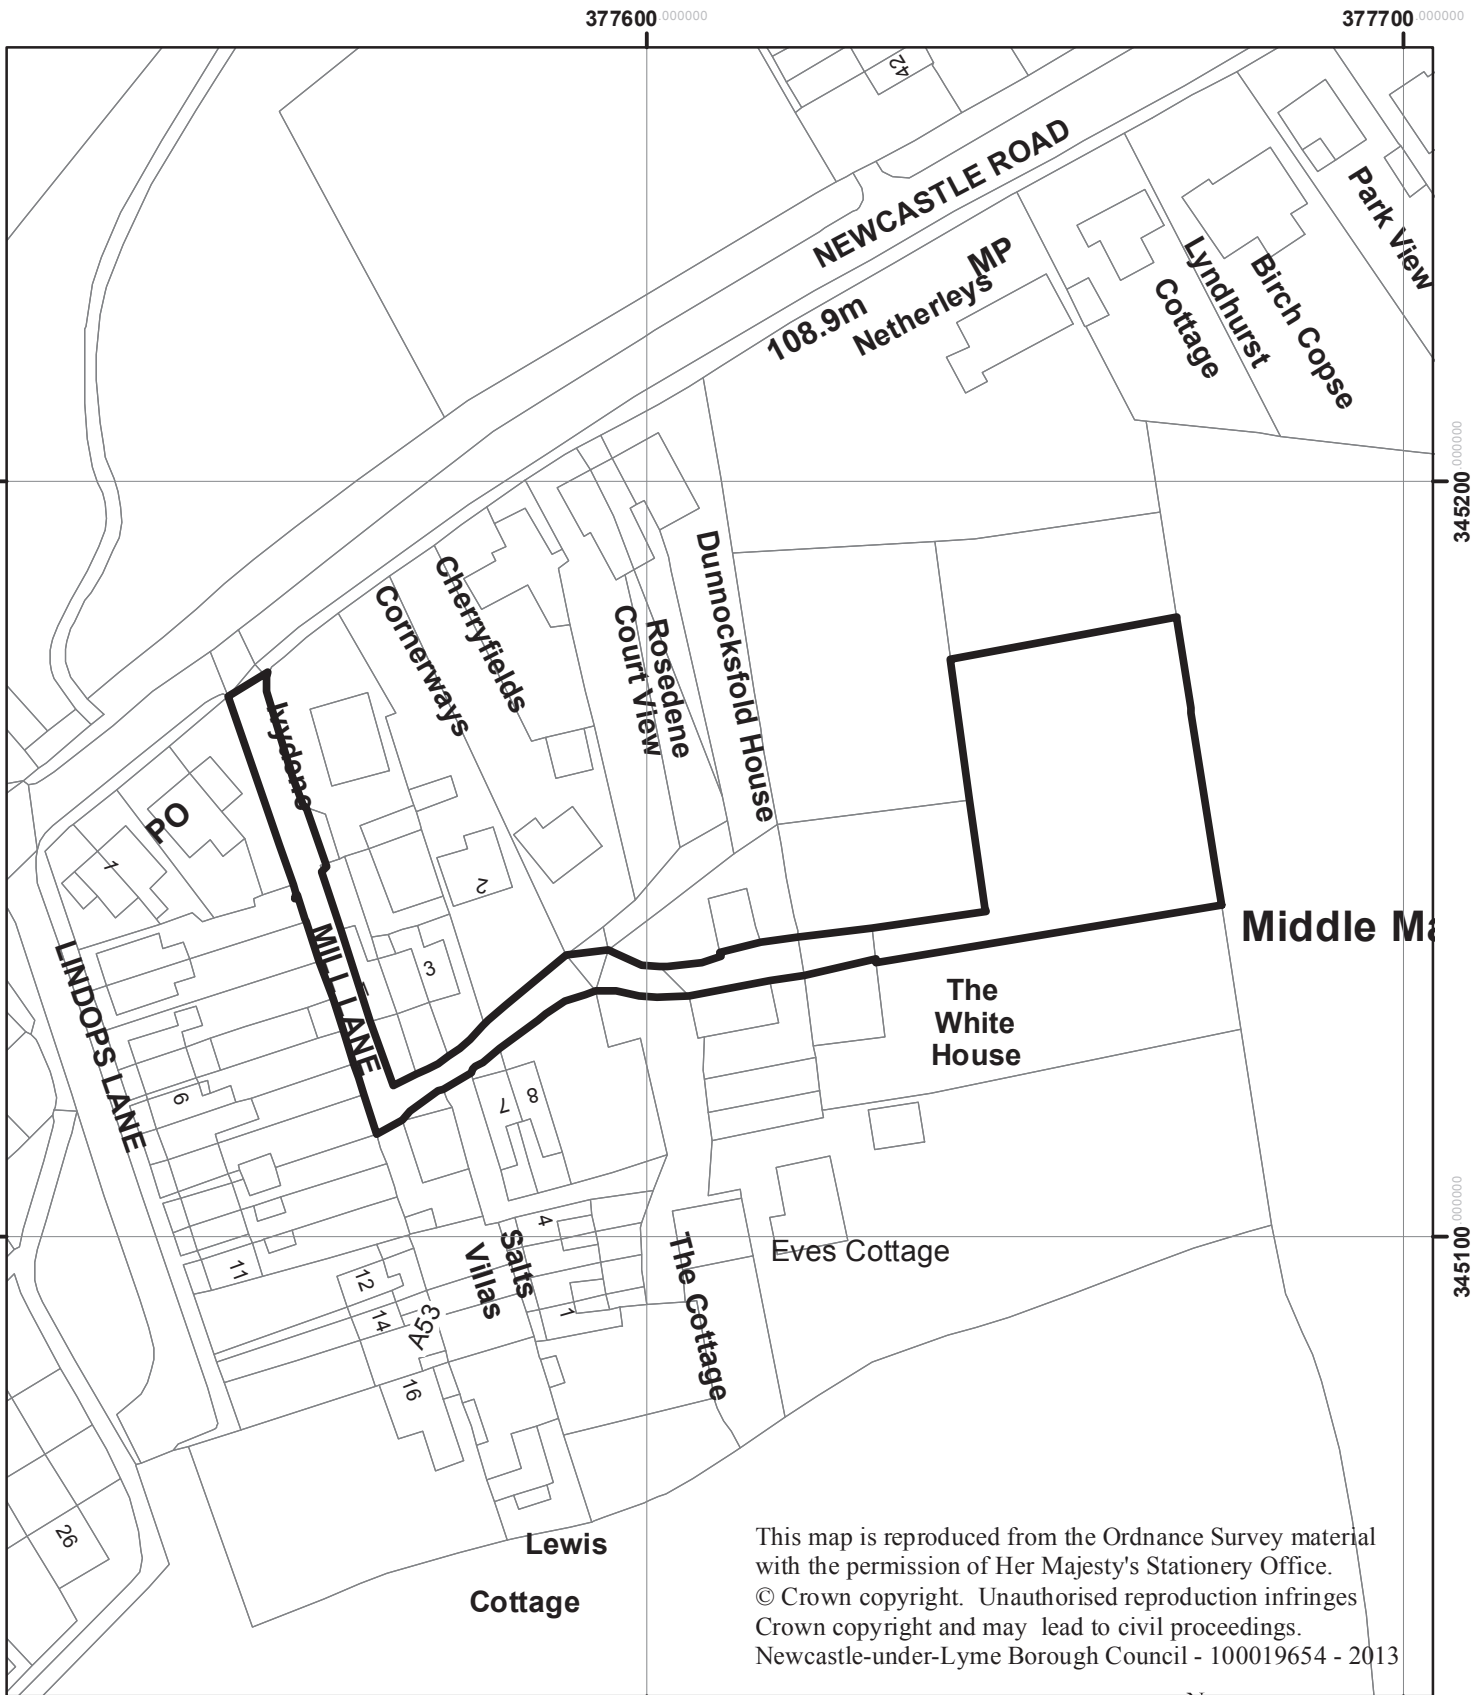 377600.000000
377700.000000
42
NEWCASTLE ROAD
MP
Netherleys
108.9m
Park View
Birch Copse
Lyndhurst
Cottage
345200.000000
Dunnocksfold House
Rosedene
Court View
Cherryfields
Cornerways
Ivydene
PO
1
2
3
MILL LANE
LINDOPS LANE
Middle Ma
The
White
House
6
7
8
4
11
12
14
A53
16
Salts
Villas
1
The Cottage
Eves Cottage
345100.000000
26
Lewis
Cottage
This map is reproduced from the Ordnance Survey material
with the permission of Her Majesty's Stationery Office.
© Crown copyright. Unauthorised reproduction infringes
Crown copyright and may lead to civil proceedings.
Newcastle-under-Lyme Borough Council - 100019654 - 2013